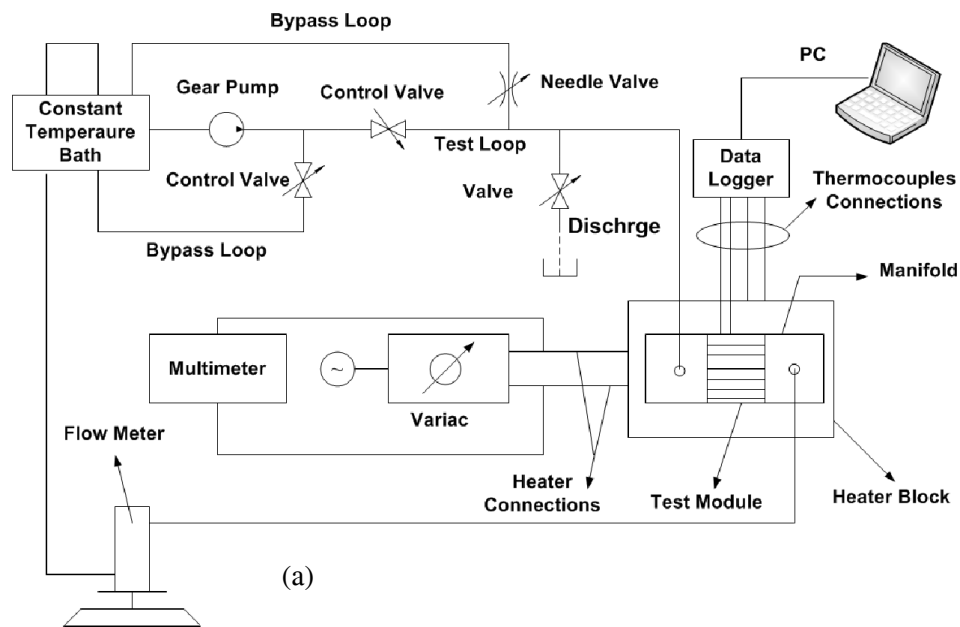 Bypass Loop
PC
Gear Pump
Control Valve
Needle Valve
Constant
Temperaure
Bath
Test Loop
Data
Logger
Control Valve
Valve
Thermocouples
Connections
Dischrge
Bypass Loop
Manifold
Multimeter
~
Variac
Flow Meter
Heater
Connections
Test Module
Heater Block
(a)